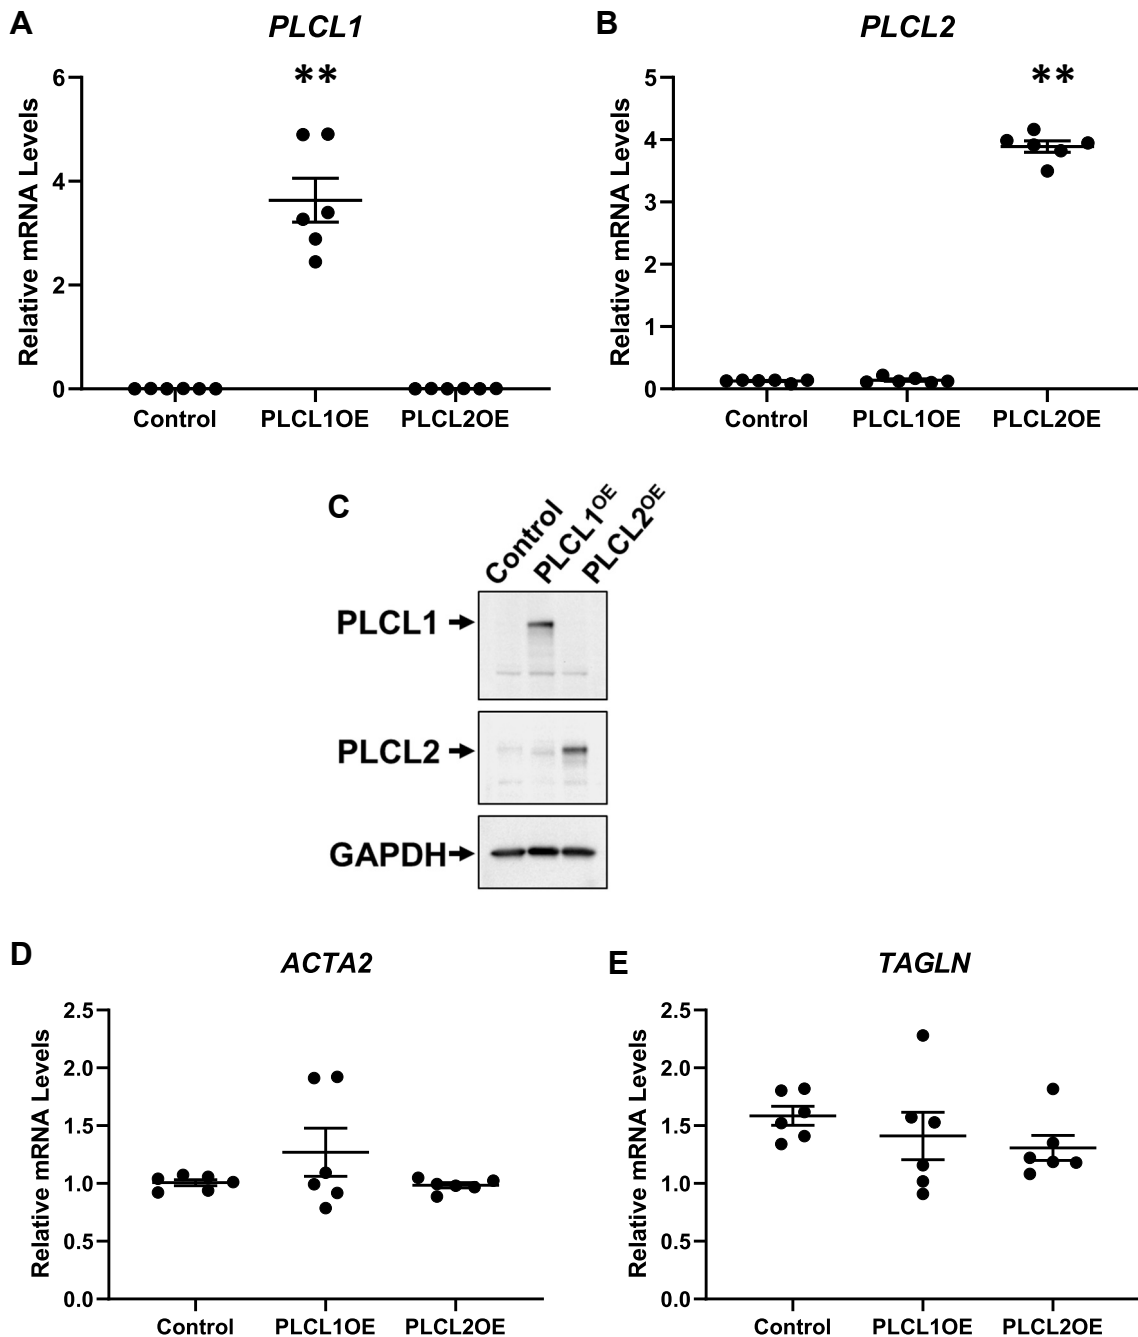 A
PLCL1
Relative mRNA Levels
6
4
2
0
**
Control
PLCL1OE
PLCL2OE
B
PLCL2
Relative mRNA Levels
5
4
3
2
1
0
**
Control
PLCL1OE
PLCL2OE
C
Control
PLCL1OE
PLCL2OE
PLCL1
PLCL2
GAPDH
D
ACTA2
Relative mRNA Levels
2.5
2.0
1.5
1.0
0.5
0.0
Control
PLCL1OE
PLCL2OE
E
TAGLN
Relative mRNA Levels
2.5
2.0
1.5
1.0
0.5
0.0
Control
PLCL1OE
PLCL2OE